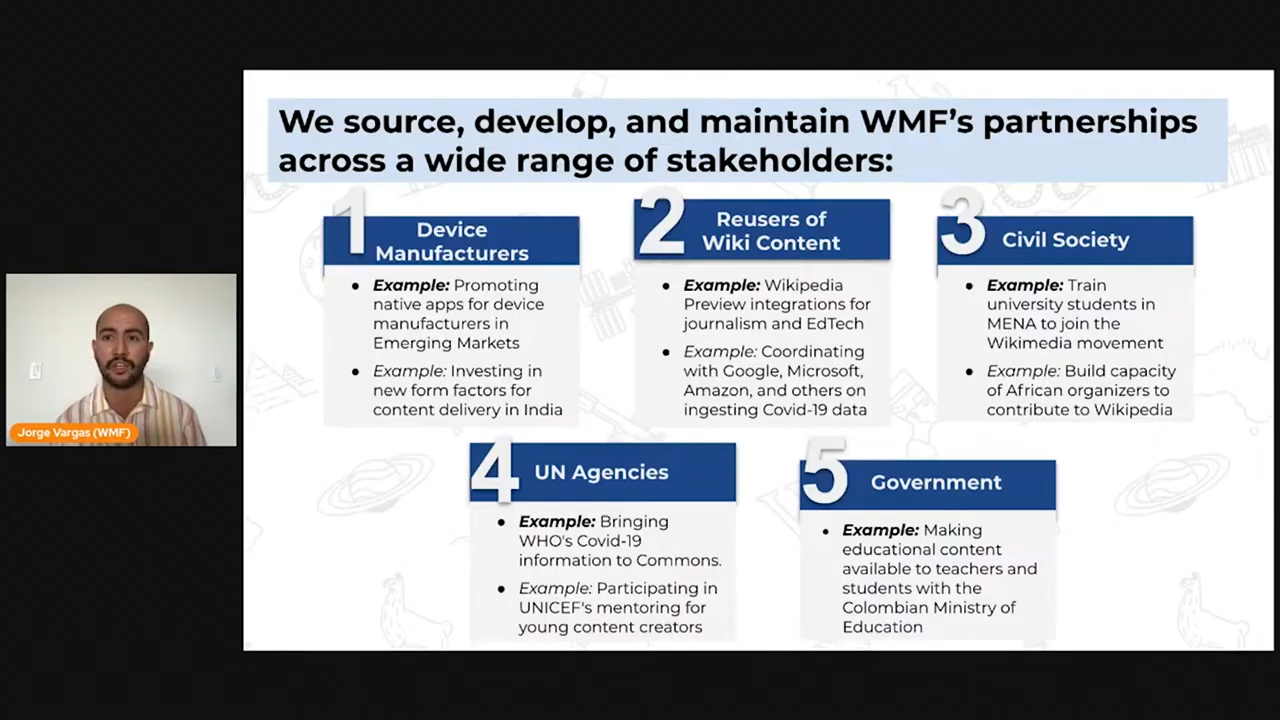 We source, develop, and maintain WMF's partnerships
across a wide range of stakeholders:
1
Device
Manufacturers
• Example: Promoting
native apps for device
manufacturers in
Emerging Markets
• Example: Investing in
new form factors for
content delivery in India
2
Reusers of
Wiki Content
• Example: Wikipedia
Preview integrations for
journalism and EdTech
• Example: Coordinating
with Google, Microsoft,
Amazon, and others on
ingesting Covid-19 data
3
Civil Society
• Example: Train
university students in
MENA to join the
Wikimedia movement
• Example: Build capacity
of African organizers to
contribute to Wikipedia
Jorge Vargas (WMF)
4
UN Agencies
• Example: Bringing
WHO's Covid-19
information to Commons.
• Example: Participating in
UNICEF's mentoring for
young content creators
5
Government
• Example: Making
educational content
available to teachers and
students with the
Colombian Ministry of
Education